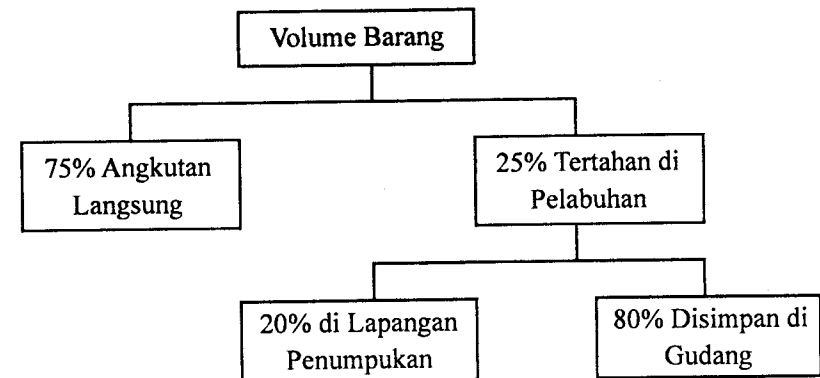 Volume Barang
75% Angkutan
Langsung
25% Tertahan di
Pelabuhan
20% di Lapangan
Penumpukan
80% Disimpan di
Gudang